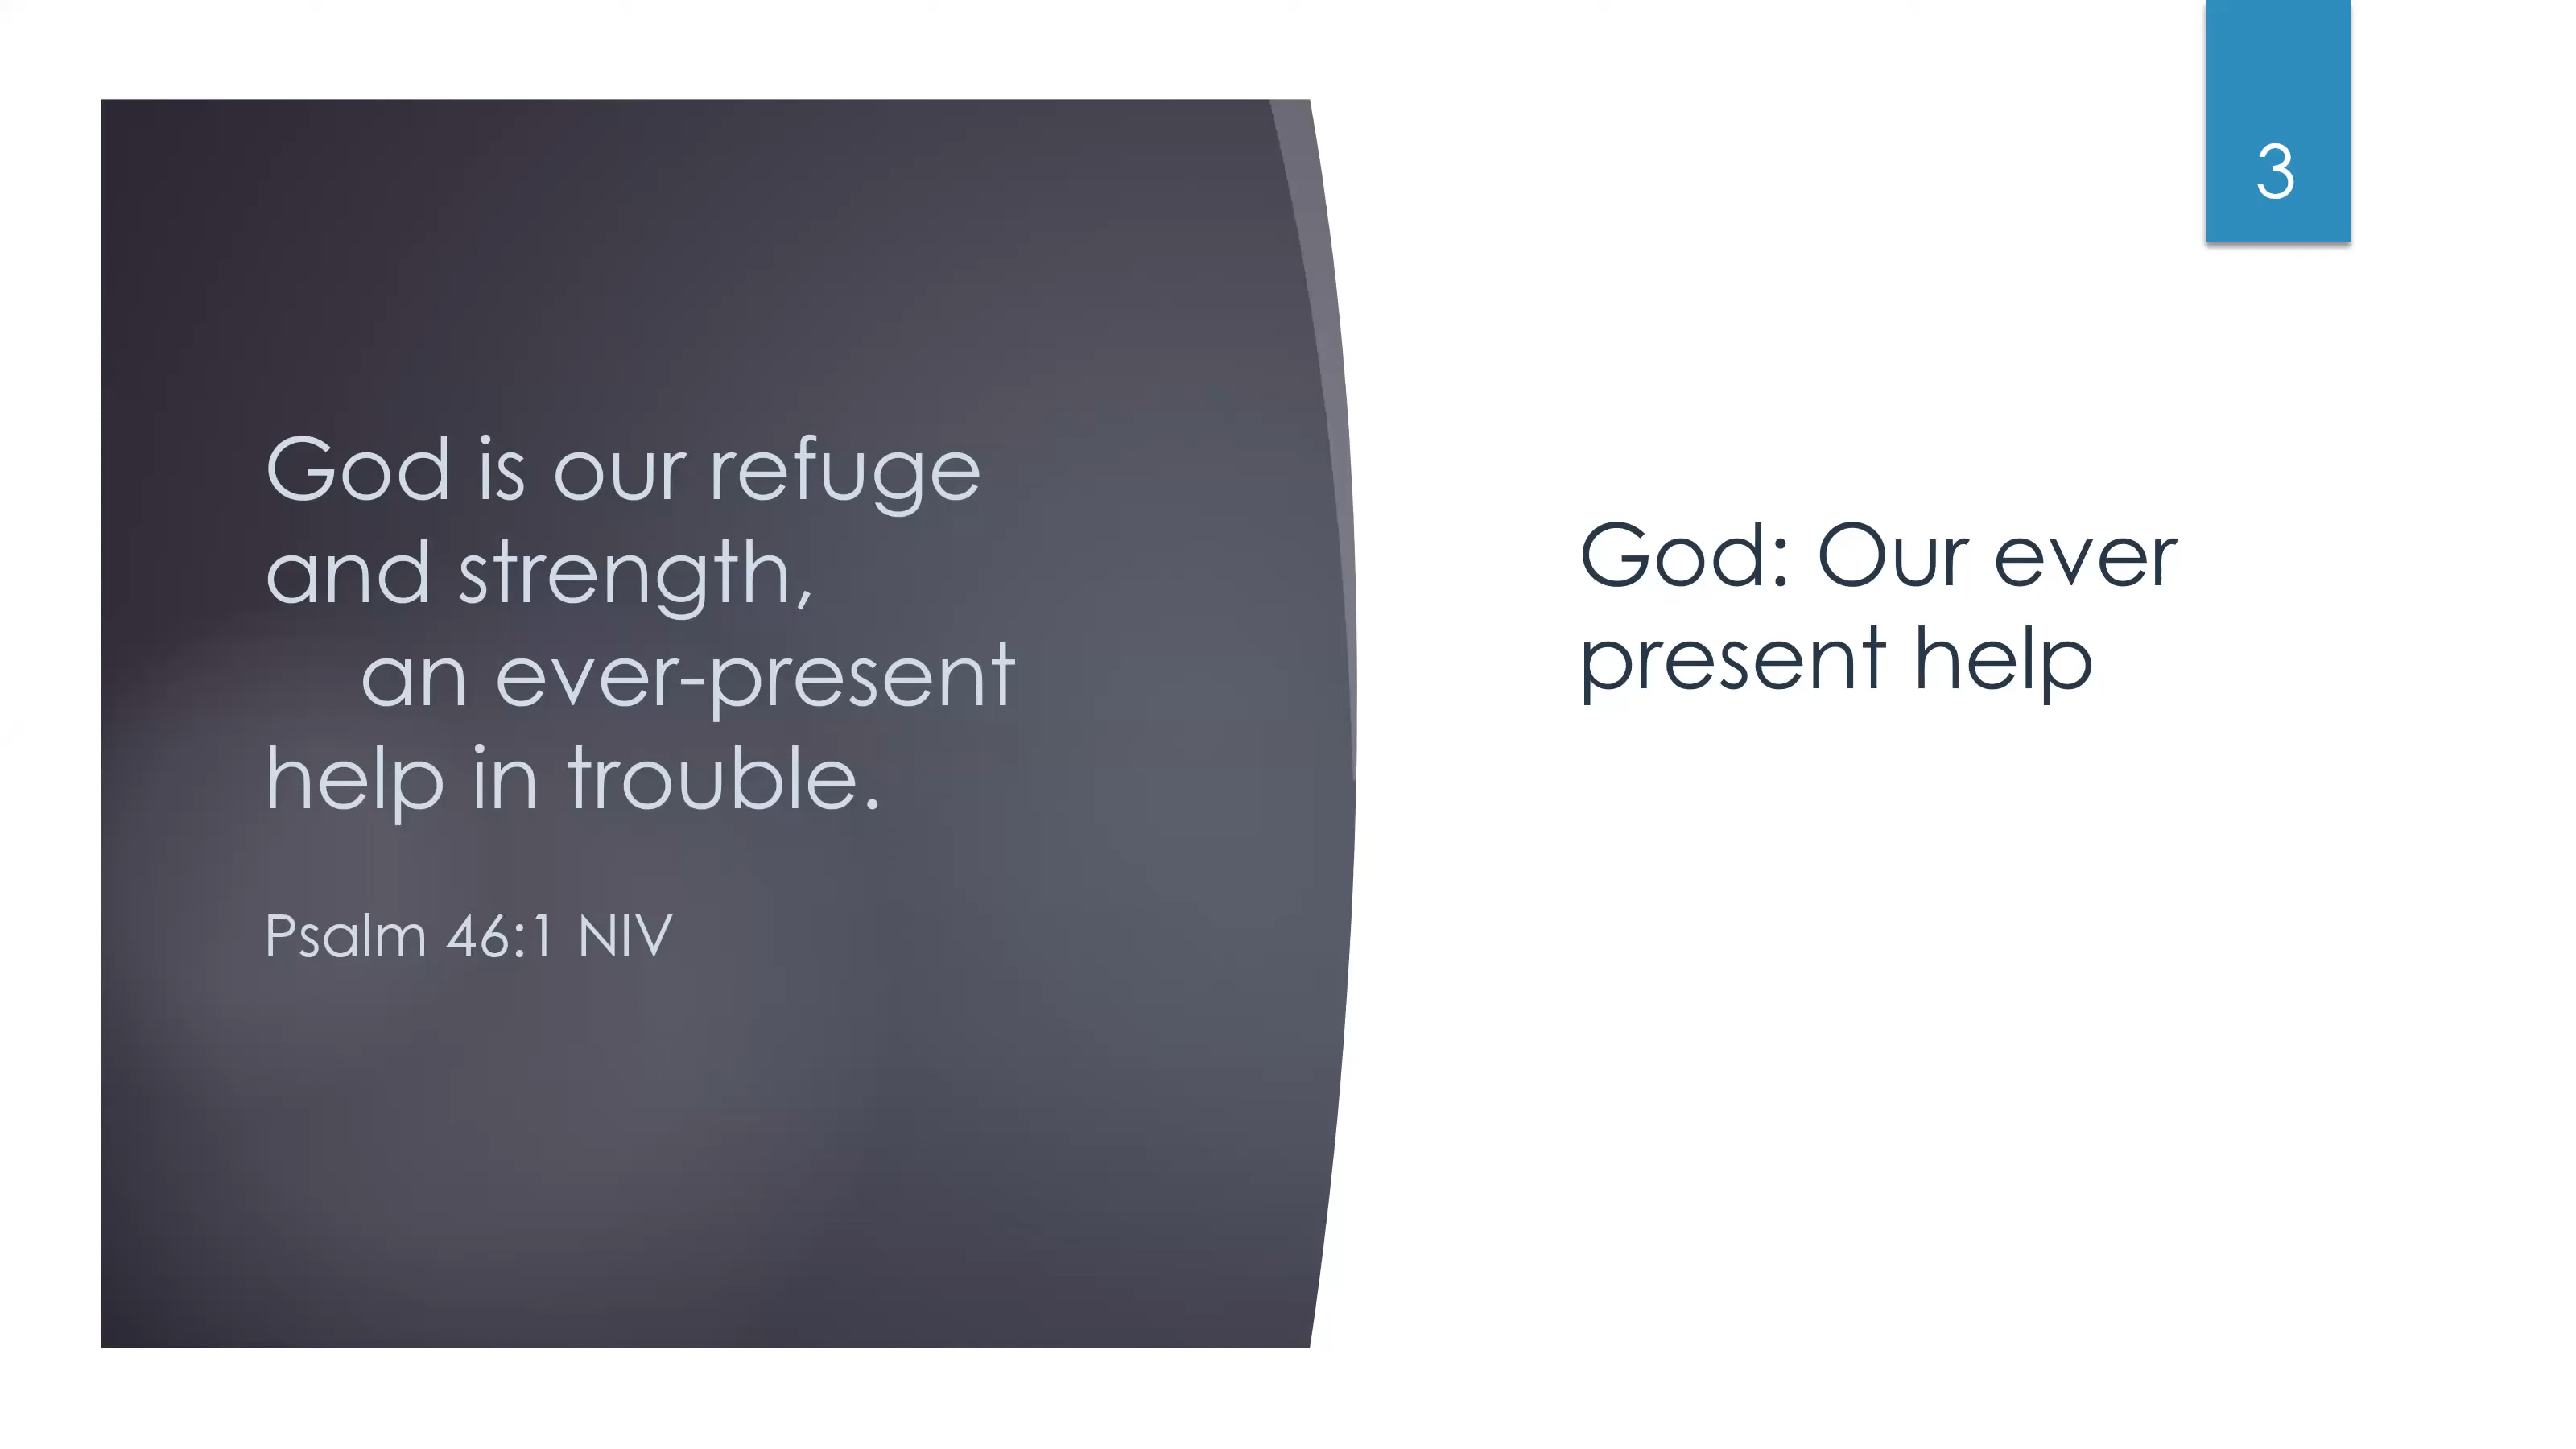 God is our refuge
and strength,
an ever-present
help in trouble.
Psalm 46:1 NIV
God: Our ever
present help
3